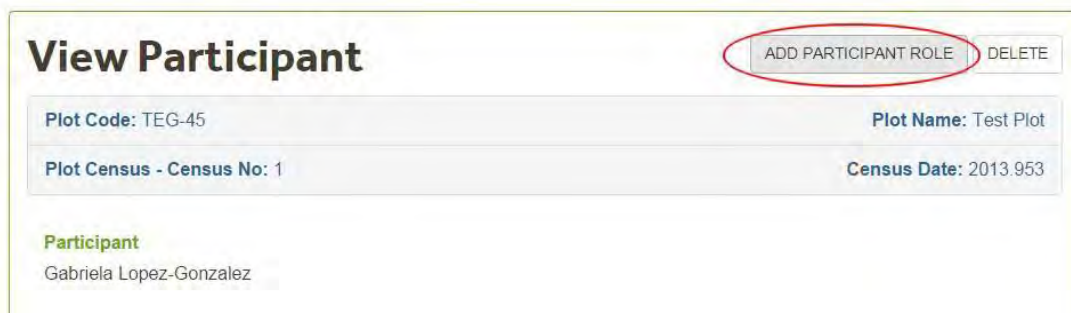 View Participant
ADD PARTICIPANT ROLE DELETE
Plot Code: TEG-45 Plot Name: Test Plot
Plot Census - Census No: 1 Census Date: 2013.953
Participant
Gabriela Lopez-Gonzalez